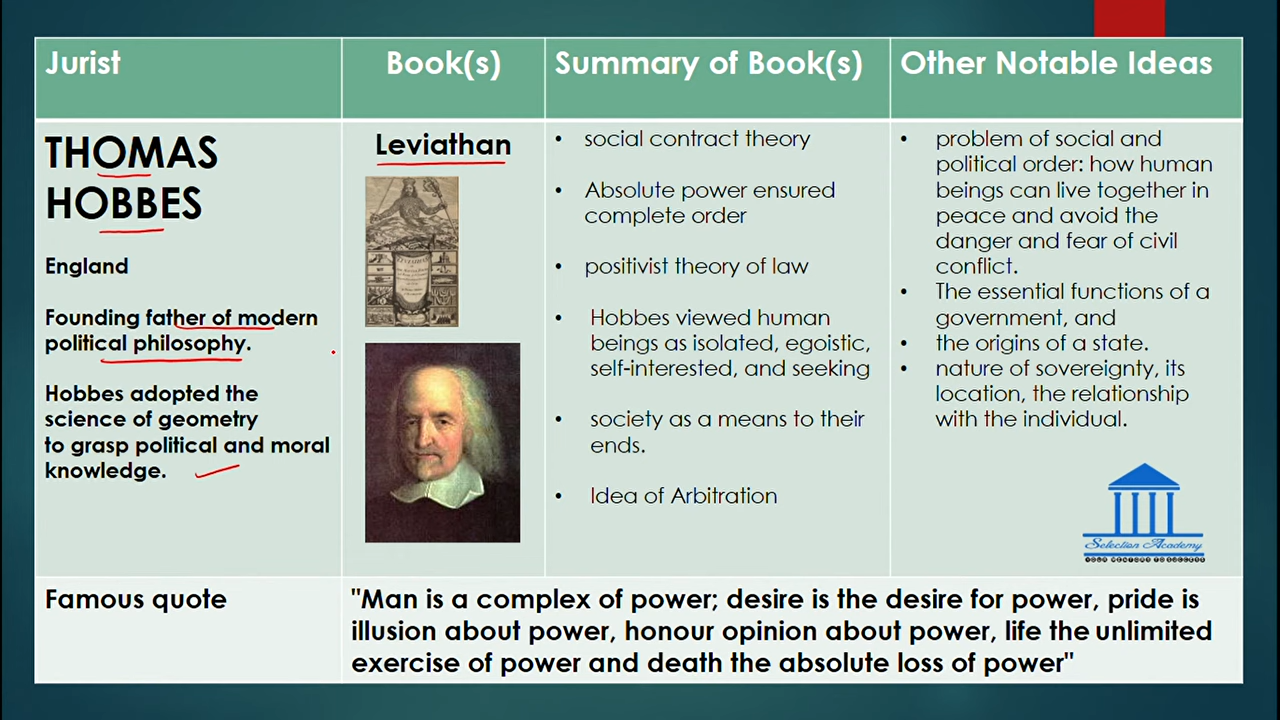 Jurist
Book(s)
Summary of Book(s)
Other Notable Ideas
THOMAS
HOBBES
England
Founding father of modern
political philosophy.
Hobbes adopted the
science of geometry
to grasp political and moral
knowledge.
Leviathan
• social contract theory
• Absolute power ensured
complete order
• positivist theory of law
• Hobbes viewed human
beings as isolated, egoistic,
self-interested, and seeking
• society as a means to their
ends.
• Idea of Arbitration
• problem of social and
political order: how human
beings can live together in
peace and avoid the
danger and fear of civil
conflict.
• The essential functions of a
government, and
• the origins of a state.
• nature of sovereignty, its
location, the relationship
with the individual.
Selection Academy
YOUR MENTORS TO SUCCESS
Famous quote
"Man is a complex of power; desire is the desire for power, pride is
illusion about power, honour opinion about power, life the unlimited
exercise of power and death the absolute loss of power"